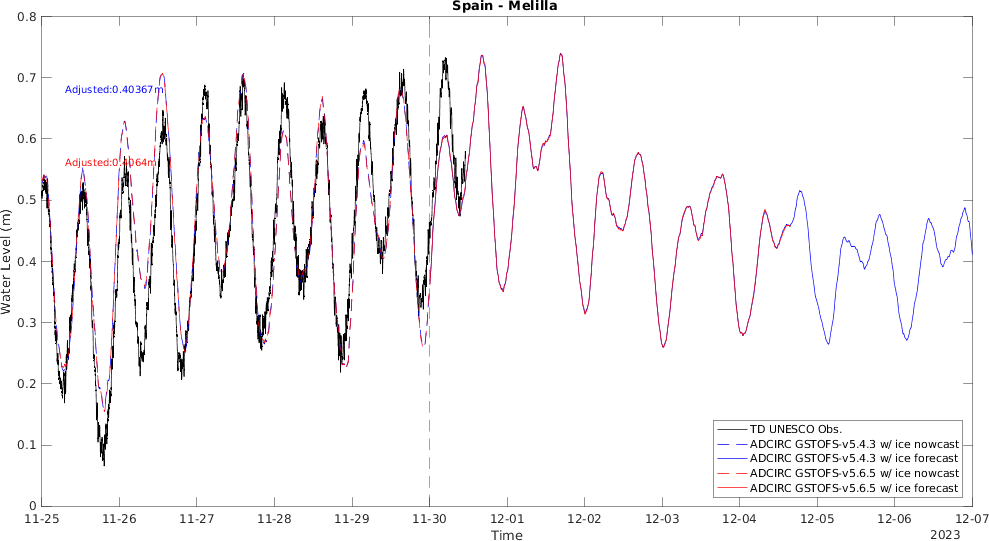 Spain - Melilla
0.8
0.7
0.6
0.5
0.4
0.3
0.2
0.1
0
Water Level (m)
Adjusted:0.40367m
Adjusted:0.4064m
TD UNESCO Obs.
ADCIRC GSTOFS-v5.4.3 w/ ice nowcast
ADCIRC GSTOFS-v5.4.3 w/ ice forecast
ADCIRC GSTOFS-v5.6.5 w/ ice nowcast
ADCIRC GSTOFS-v5.6.5 w/ ice forecast
11-25 11-26 11-27 11-28 11-29 11-30 12-01 12-02 12-03 12-04 12-05 12-06 12-07
Time
2023